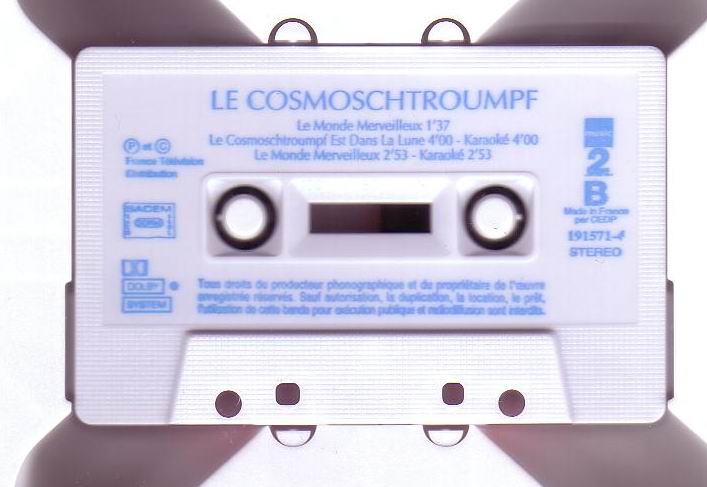 LE COSMOSCHTROUMPF
Le Monde Merveilleux 1'37
Le Cosmoschtroumpf Est Dans La Lune 4'00 - Karaoké 4'00
Le Monde Merveilleux 2'53 - Karaoké 2'53
Ⓟ et Ⓒ
France Télévision
Distribution
SACEM
DOLBY
SYSTEM
music
2
B
Made in France
par CEDP
191571-4
STEREO
Tous droits du producteur phonographique et du propriétaire de l'œuvre
enregistrée réservés. Sauf autorisation, la duplication, la location, le prêt,
l'utilisation de cette bande pour exécution publique et radiodiffusion sont interdits.